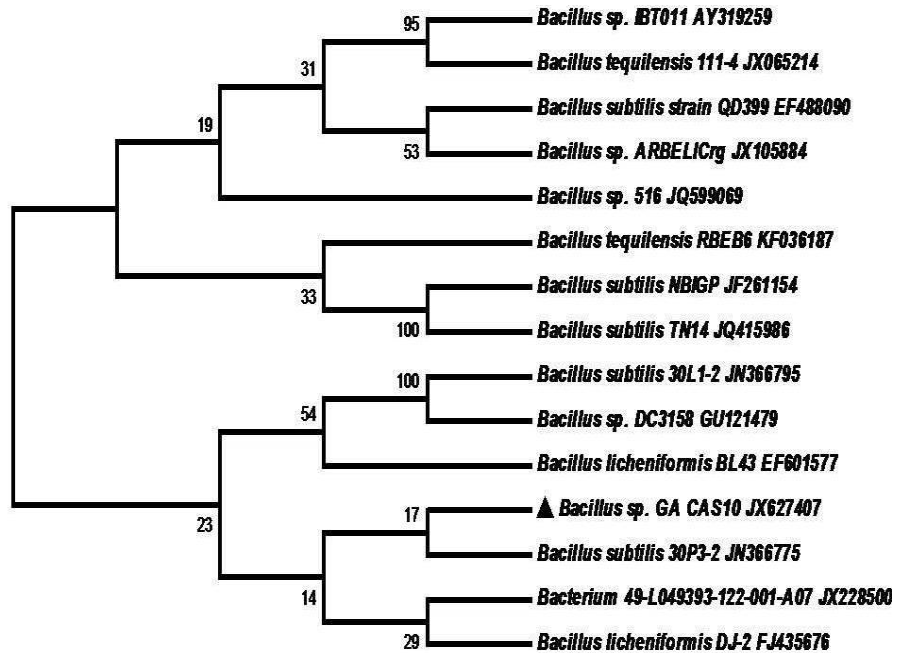 95
Bacillus sp. IBT011 AY319259
31
Bacillus tequilensis 111-4 JX065214
Bacillus subtilis strain QD399 EF488090
19
53
Bacillus sp. ARBELICrg JX105884
Bacillus sp. 516 JQ599069
Bacillus tequilensis RBEB6 KF036187
33
Bacillus subtilis NBIGP JF261154
100
Bacillus subtilis TN14 JQ415986
100
Bacillus subtilis 30L1-2 JN366795
54
Bacillus sp. DC3158 GU121479
Bacillus licheniformis BL43 EF601577
17
Bacillus sp. GA CAS10 JX627407
23
Bacillus subtilis 30P3-2 JN366775
14
Bacterium 49-L049393-122-001-A07 JX228500
29
Bacillus licheniformis DJ-2 FJ435676